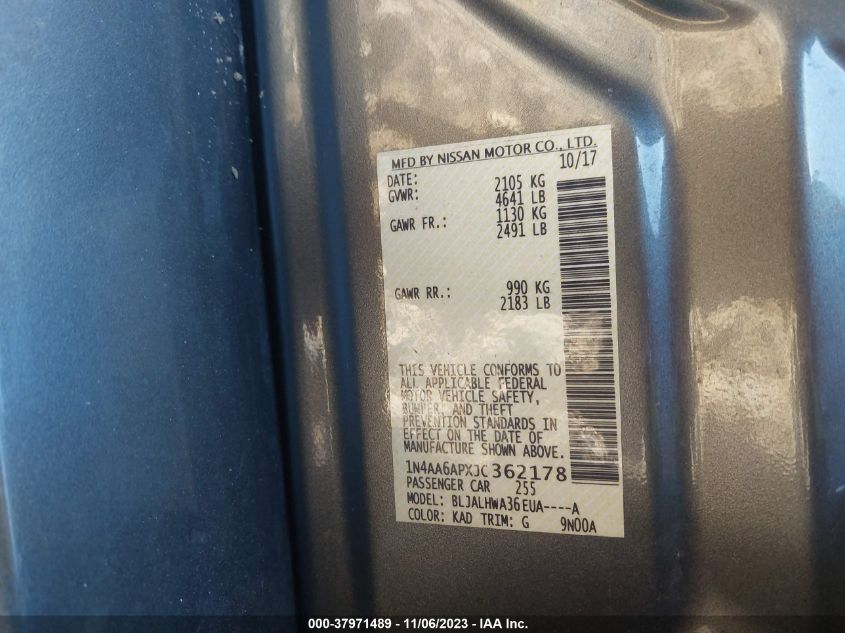 MFD BY NISSAN MOTOR CO., LTD.
DATE: 10/17
GVWR: 2105 KG
4641 LB
GAWR FR.: 1130 KG
2491 LB
GAWR RR.: 990 KG
2183 LB
THIS VEHICLE CONFORMS TO
ALL APPLICABLE FEDERAL
MOTOR VEHICLE SAFETY,
BUMPER, AND THEFT
PREVENTION STANDARDS IN
EFFECT ON THE DATE OF
MANUFACTURE SHOWN ABOVE.
1N4AA6APXJC362178
PASSENGER CAR 255
MODEL: BLJALHWA36EUA----A
COLOR: KAD TRIM: G 9N00A
000-37971489 - 11/06/2023 - IAA Inc.